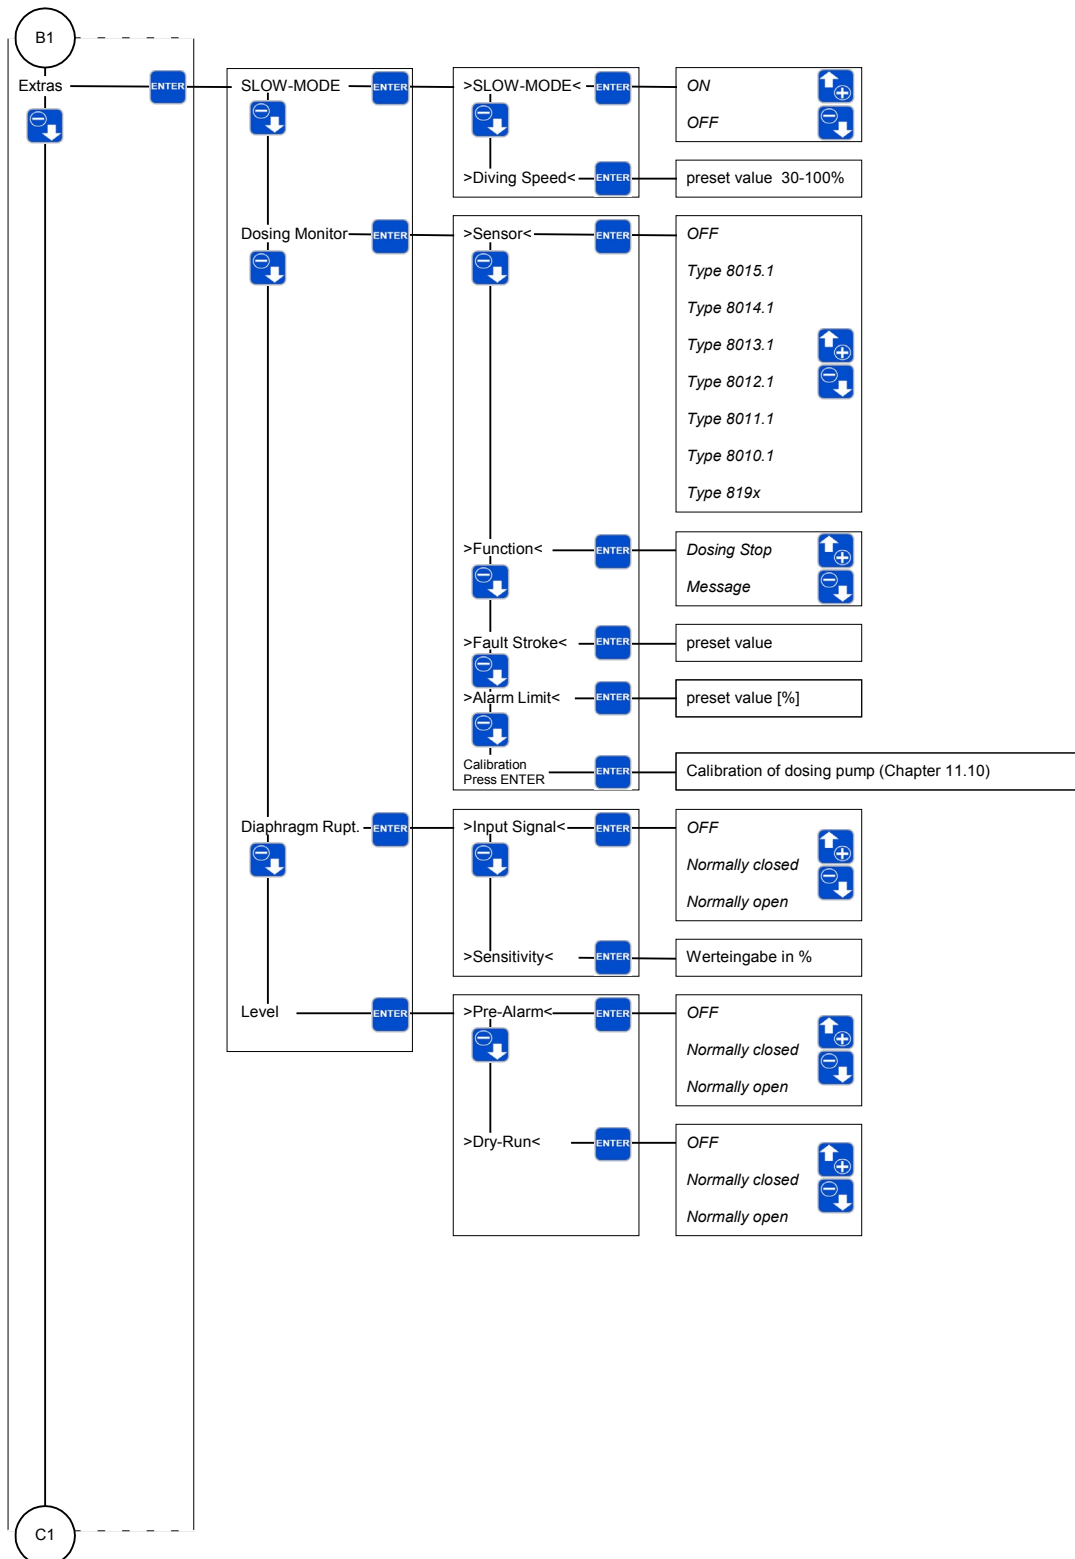 B1
Extras ENTER SLOW-MODE ENTER >SLOW-MODE< ENTER ON
OFF
>Diving Speed< ENTER preset value 30-100%
Dosing Monitor ENTER >Sensor< ENTER OFF
Type 8015.1
Type 8014.1
Type 8013.1
Type 8012.1
Type 8011.1
Type 8010.1
Type 819x
>Function< ENTER Dosing Stop
Message
>Fault Stroke< ENTER preset value
>Alarm Limit< ENTER preset value [%]
Calibration
Press ENTER ENTER Calibration of dosing pump (Chapter 11.10)
Diaphragm Rupt. ENTER >Input Signal< ENTER OFF
Normally closed
Normally open
>Sensitivity< ENTER Werteingabe in %
Level ENTER >Pre-Alarm< ENTER OFF
Normally closed
Normally open
>Dry-Run< ENTER OFF
Normally closed
Normally open
C1